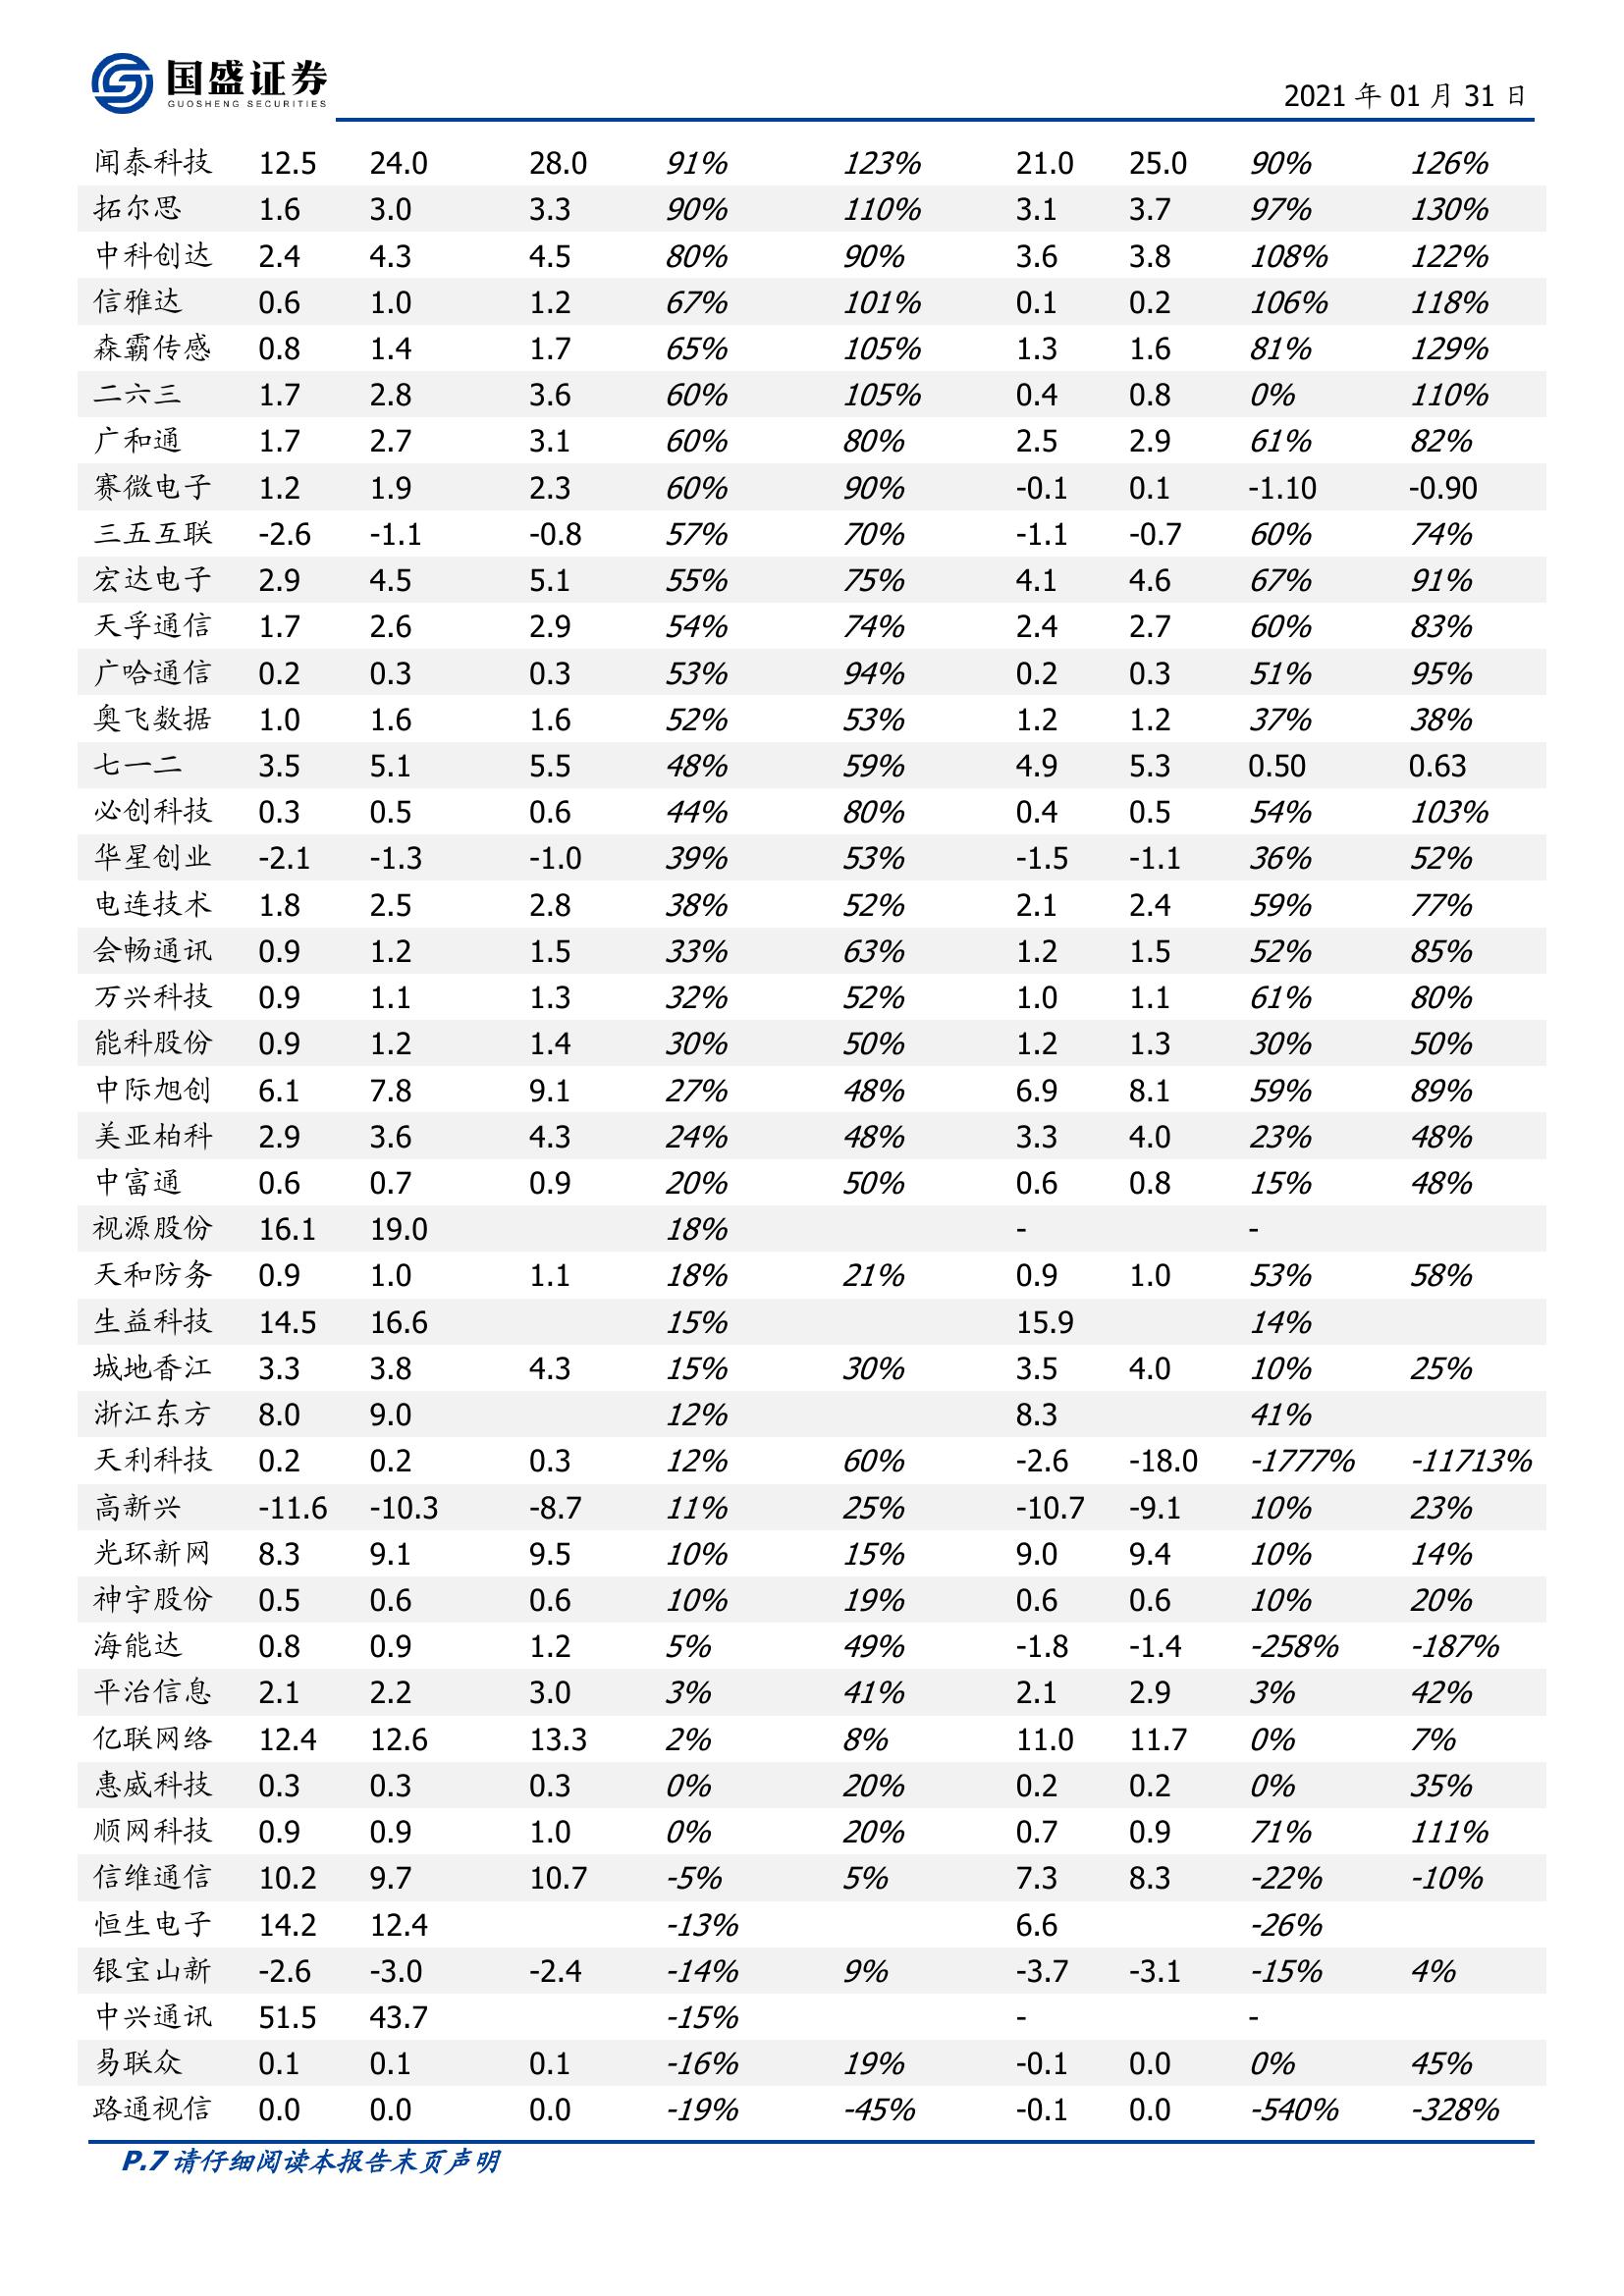 国盛证券
GUOSHENG SECURITIES
2021 年 01 月 31 日
闻泰科技 12.5 24.0 28.0 91% 123% 21.0 25.0 90% 126%
拓尔思 1.6 3.0 3.3 90% 110% 3.1 3.7 97% 130%
中科创达 2.4 4.3 4.5 80% 90% 3.6 3.8 108% 122%
信雅达 0.6 1.0 1.2 67% 101% 0.1 0.2 106% 118%
森霸传感 0.8 1.4 1.7 65% 105% 1.3 1.6 81% 129%
二六三 1.7 2.8 3.6 60% 105% 0.4 0.8 0% 110%
广和通 1.7 2.7 3.1 60% 80% 2.5 2.9 61% 82%
赛微电子 1.2 1.9 2.3 60% 90% -0.1 0.1 -1.10 -0.90
三五互联 -2.6 -1.1 -0.8 57% 70% -1.1 -0.7 60% 74%
宏达电子 2.9 4.5 5.1 55% 75% 4.1 4.6 67% 91%
天孚通信 1.7 2.6 2.9 54% 74% 2.4 2.7 60% 83%
广哈通信 0.2 0.3 0.3 53% 94% 0.2 0.3 51% 95%
奥飞数据 1.0 1.6 1.6 52% 53% 1.2 1.2 37% 38%
七一二 3.5 5.1 5.5 48% 59% 4.9 5.3 0.50 0.63
必创科技 0.3 0.5 0.6 44% 80% 0.4 0.5 54% 103%
华星创业 -2.1 -1.3 -1.0 39% 53% -1.5 -1.1 36% 52%
电连技术 1.8 2.5 2.8 38% 52% 2.1 2.4 59% 77%
会畅通讯 0.9 1.2 1.5 33% 63% 1.2 1.5 52% 85%
万兴科技 0.9 1.1 1.3 32% 52% 1.0 1.1 61% 80%
能科股份 0.9 1.2 1.4 30% 50% 1.2 1.3 30% 50%
中际旭创 6.1 7.8 9.1 27% 48% 6.9 8.1 59% 89%
美亚柏科 2.9 3.6 4.3 24% 48% 3.3 4.0 23% 48%
中富通 0.6 0.7 0.9 20% 50% 0.6 0.8 15% 48%
视源股份 16.1 19.0 18% - -
天和防务 0.9 1.0 1.1 18% 21% 0.9 1.0 53% 58%
生益科技 14.5 16.6 15% 15.9 14%
城地香江 3.3 3.8 4.3 15% 30% 3.5 4.0 10% 25%
浙江东方 8.0 9.0 12% 8.3 41%
天利科技 0.2 0.2 0.3 12% 60% -2.6 -18.0 -1777% -11713%
高新兴 -11.6 -10.3 -8.7 11% 25% -10.7 -9.1 10% 23%
光环新网 8.3 9.1 9.5 10% 15% 9.0 9.4 10% 14%
神宇股份 0.5 0.6 0.6 10% 19% 0.6 0.6 10% 20%
海能达 0.8 0.9 1.2 5% 49% -1.8 -1.4 -258% -187%
平治信息 2.1 2.2 3.0 3% 41% 2.1 2.9 3% 42%
亿联网络 12.4 12.6 13.3 2% 8% 11.0 11.7 0% 7%
惠威科技 0.3 0.3 0.3 0% 20% 0.2 0.2 0% 35%
顺网科技 0.9 0.9 1.0 0% 20% 0.7 0.9 71% 111%
信维通信 10.2 9.7 10.7 -5% 5% 7.3 8.3 -22% -10%
恒生电子 14.2 12.4 -13% 6.6 -26%
银宝山新 -2.6 -3.0 -2.4 -14% 9% -3.7 -3.1 -15% 4%
中兴通讯 51.5 43.7 -15% - -
易联众 0.1 0.1 0.1 -16% 19% -0.1 0.0 0% 45%
路通视信 0.0 0.0 0.0 -19% -45% -0.1 0.0 -540% -328%
P.7 请仔细阅读本报告末页声明